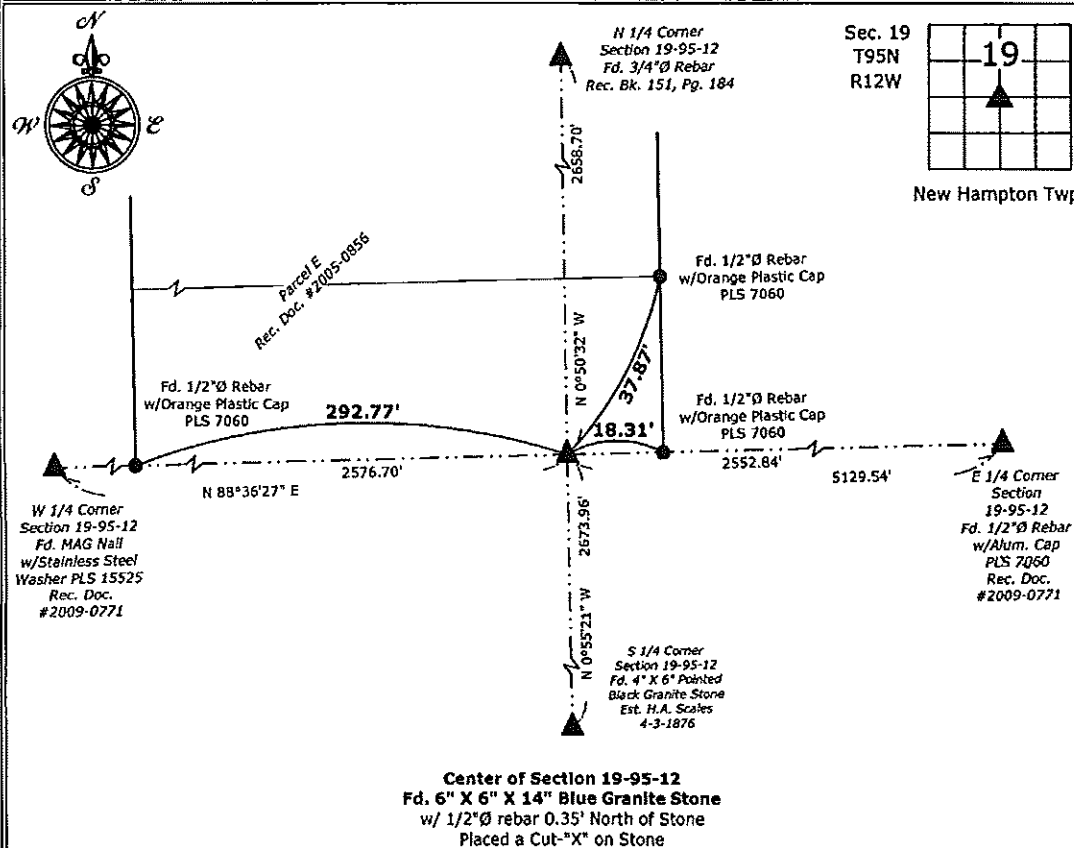 N
W
E
S
N 1/4 Corner
Section 19-95-12
Fd. 3/4"Ø Rebar
Rec. Bk. 151, Pg. 184
Sec. 19
T95N
R12W
19
New Hampton Twp
2658.70'
Parcel E
Rec. Doc. #2005-0856
Fd. 1/2"Ø Rebar
w/Orange Plastic Cap
PLS 7060
N 0°50'32" W
37.87'
Fd. 1/2"Ø Rebar
w/Orange Plastic Cap
PLS 7060
292.77'
Fd. 1/2"Ø Rebar
w/Orange Plastic Cap
PLS 7060
18.31'
2576.70'
2552.84'
5129.54'
N 88°36'27" E
W 1/4 Corner
Section 19-95-12
Fd. MAG Nail
w/Stainless Steel
Washer PLS 15525
Rec. Doc.
#2009-0771
E 1/4 Corner
Section
19-95-12
Fd. 1/2"Ø Rebar
w/Alum. Cap
PLS 7060
Rec. Doc.
#2009-0771
2673.96'
N 0°55'21" W
S 1/4 Corner
Section 19-95-12
Fd. 4" X 6" Pointed
Black Granite Stone
Est. H.A. Scales
4-3-1876
Center of Section 19-95-12
Fd. 6" X 6" X 14" Blue Granite Stone
w/ 1/2"Ø rebar 0.35' North of Stone
Placed a Cut-"X" on Stone